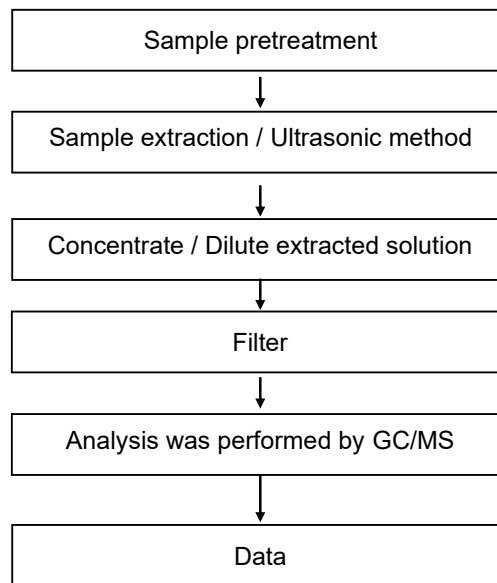 Sample pretreatment
Sample extraction / Ultrasonic method
Concentrate / Dilute extracted solution
Filter
Analysis was performed by GC/MS
Data